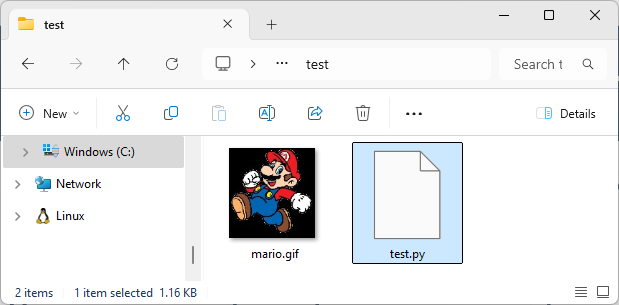 test
test
Search t
New
Details
Windows (C:)
Network
Linux
mario.gif
test.py
2 items 1 item selected 1.16 KB